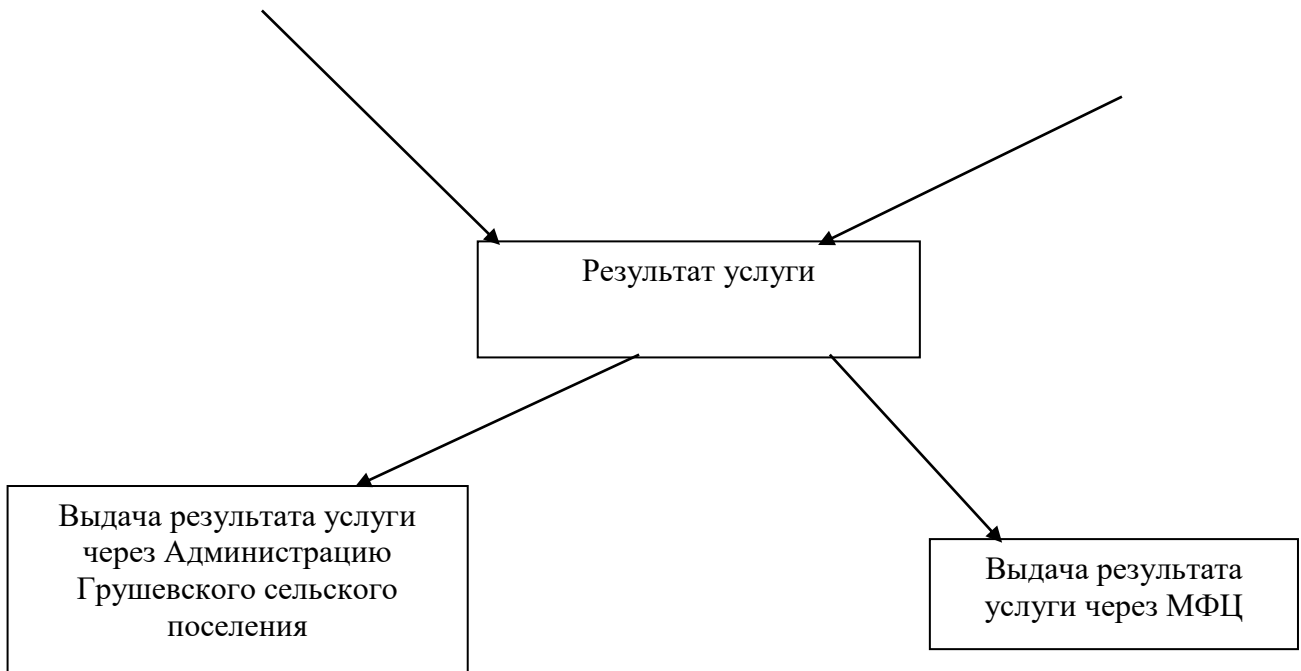 Результат услуги
Выдача результата услуги
через Администрацию
Грушевского сельского
поселения
Выдача результата
услуги через МФЦ